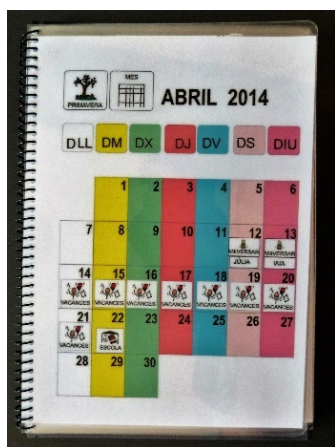 MES
PRIMAVERA
ABRIL 2014
DLL DM DX DJ DV DS DIU
1 2 3 4 5 6
7 8 9 10 11 12 13
ANIVERSARI ANIVERSARI
JÚLIA IAIA
14 15 16 17 18 19 20
VACANCES VACANCES VACANCES VACANCES VACANCES VACANCES VACANCES
21 22 23 24 25 26 27
VACANCES ESCOLA
28 29 30